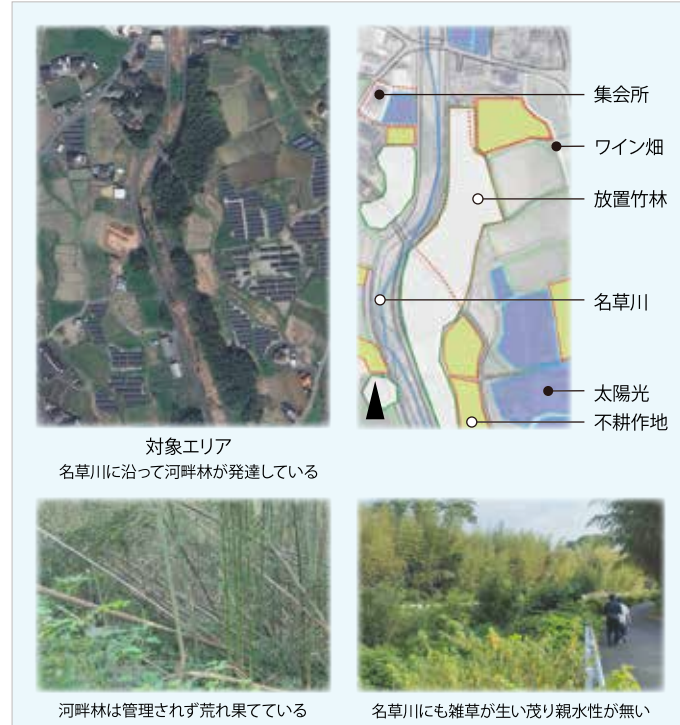 集会所
ワイン畑
放置竹林
名草川
太陽光
不耕作地
対象エリア
名草川に沿って河畔林が発達している
河畔林は管理されず荒れ果てている
名草川にも雑草が生い茂り親水性が無い